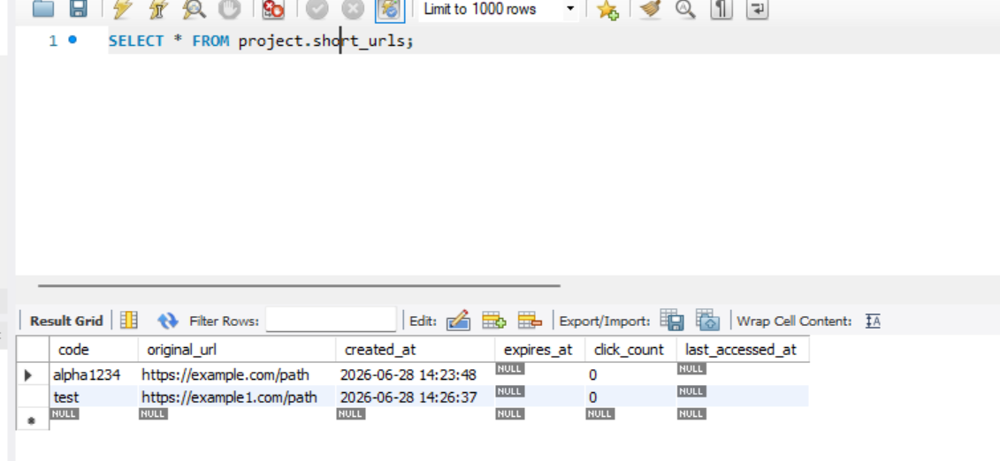 Limit to 1000 rows
1 SELECT * FROM project.short_urls;
Result Grid Filter Rows: Edit: Export/Import: Wrap Cell Content:
code original_url created_at expires_at click_count last_accessed_at
alpha1234 https://example.com/path 2026-06-28 14:23:48 NULL 0 NULL
test https://example1.com/path 2026-06-28 14:26:37 NULL 0 NULL
NULL NULL NULL NULL NULL NULL